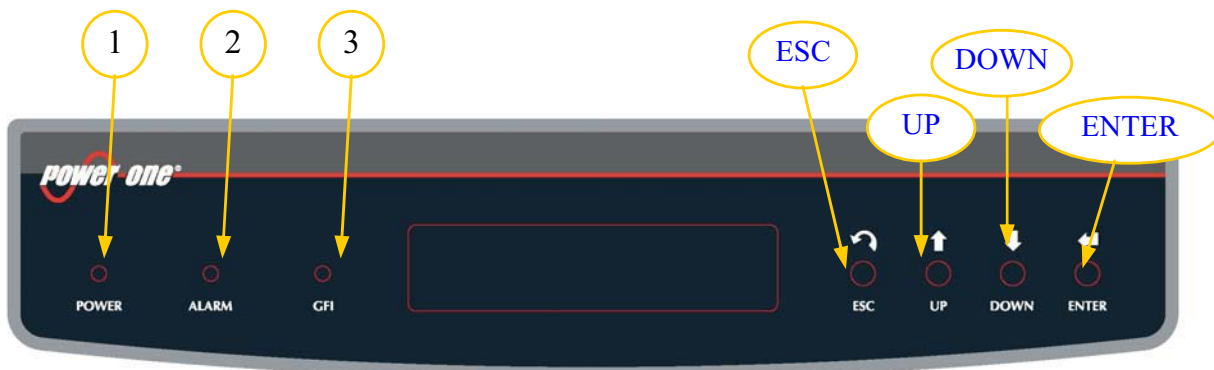 1 2 3 ESC DOWN
UP ENTER
power-one®
POWER ALARM GFI ESC UP DOWN ENTER